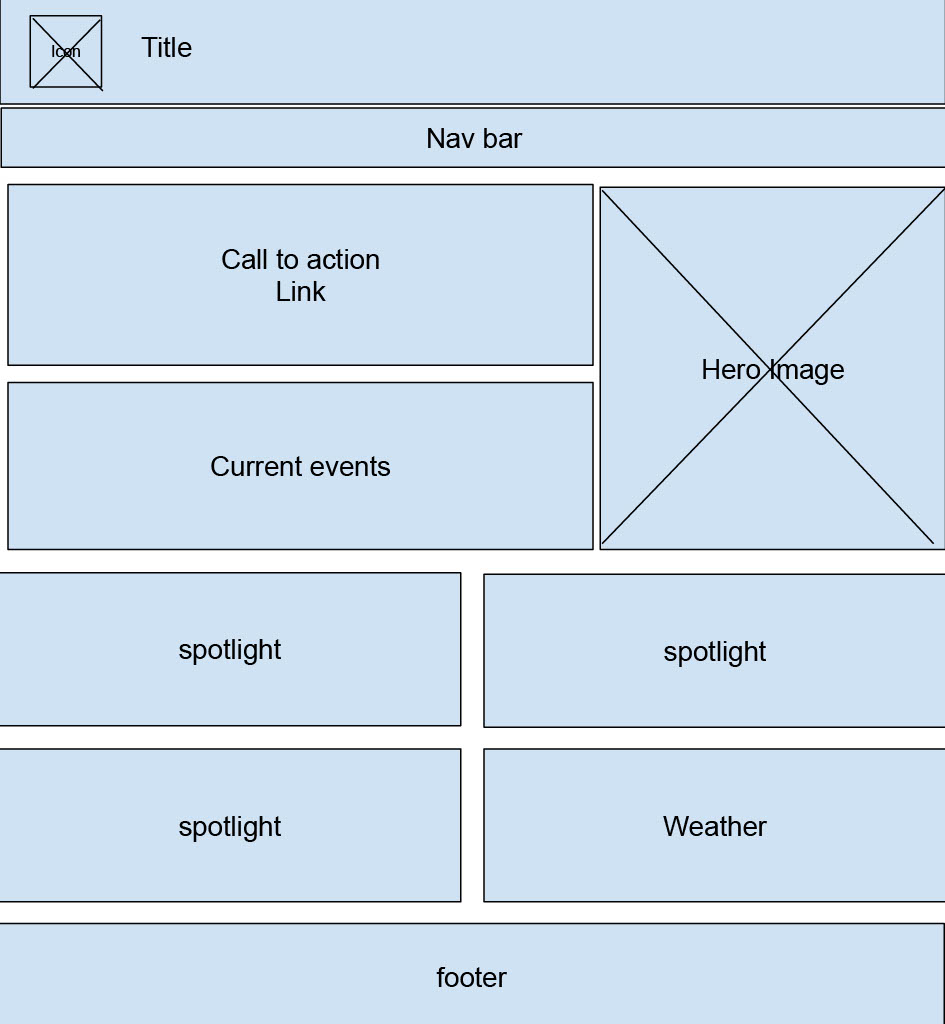 Icon
Title
Nav bar
Call to action
Link
Hero Image
Current events
spotlight
spotlight
spotlight
Weather
footer